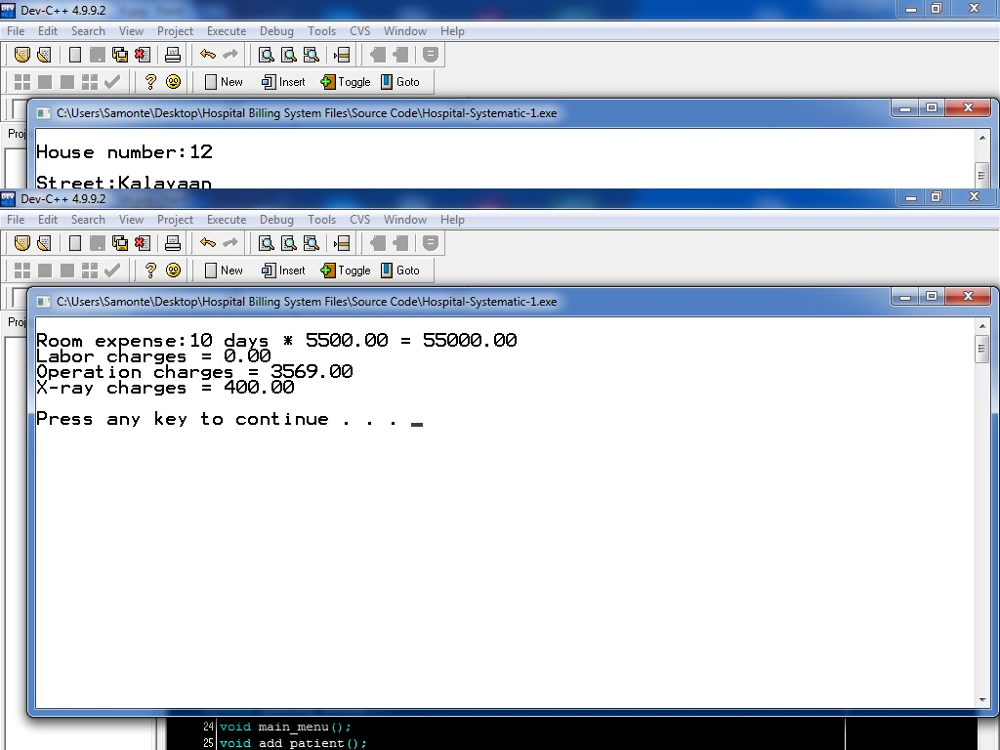 Dev-C++ 4.9.9.2
File Edit Search View Project Execute Debug Tools CVS Window Help
New Insert Toggle Goto
C:\Users\Samonte\Desktop\Hospital Billing System Files\Source Code\Hospital-Systematic-1.exe
Proj
House number:12
Street:Kalayaan
Dev-C++ 4.9.9.2
File Edit Search View Project Execute Debug Tools CVS Window Help
New Insert Toggle Goto
C:\Users\Samonte\Desktop\Hospital Billing System Files\Source Code\Hospital-Systematic-1.exe
Proj
Room expense:10 days * 5500.00 = 55000.00
Labor charges = 0.00
Operation charges = 3569.00
X-ray charges = 400.00
Press any key to continue . . . _
24 void main_menu();
25 void add_patient();